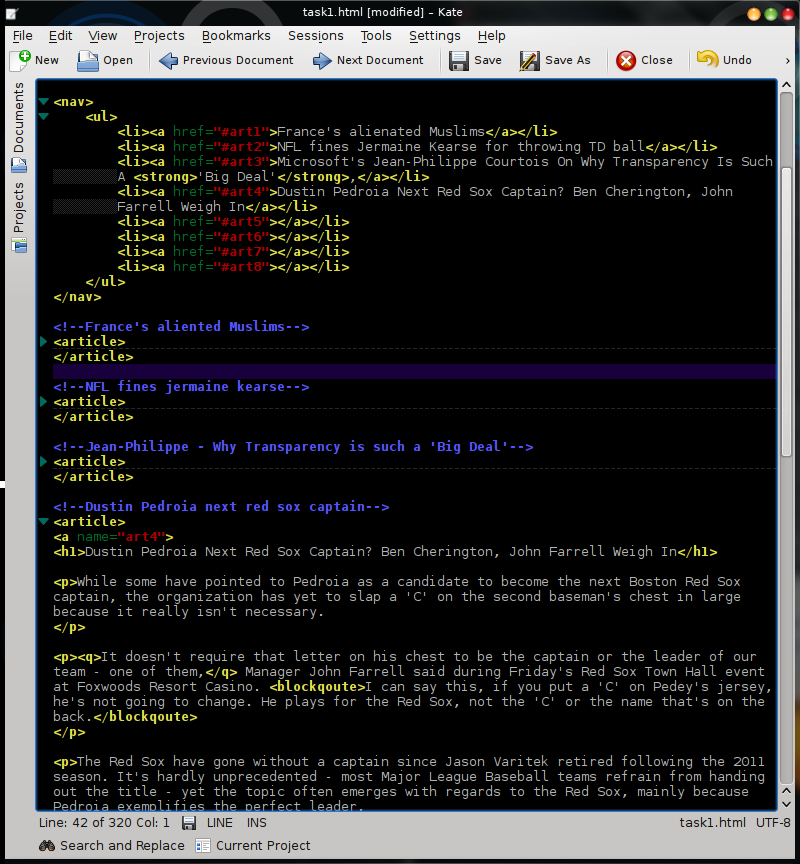 task1.html [modified] – Kate
File Edit View Projects Bookmarks Sessions Tools Settings Help
New Open Previous Document Next Document Save Save As Close Undo
Documents
Projects
<nav>
<ul>
<li><a href="#art1">France's alienated Muslims</a></li>
<li><a href="#art2">NFL fines Jermaine Kearse for throwing TD ball</a></li>
<li><a href="#art3">Microsoft's Jean-Philippe Courtois On Why Transparency Is Such
A <strong>'Big Deal'</strong>,</a></li>
<li><a href="#art4">Dustin Pedroia Next Red Sox Captain? Ben Cherington, John
Farrell Weigh In</a></li>
<li><a href="#art5"></a></li>
<li><a href="#art6"></a></li>
<li><a href="#art7"></a></li>
<li><a href="#art8"></a></li>
</ul>
</nav>
<!--France's aliented Muslims-->
<article>
</article>
<!--NFL fines jermaine kearse-->
<article>
</article>
<!--Jean-Philippe - Why Transparency is such a 'Big Deal'-->
<article>
</article>
<!--Dustin Pedroia next red sox captain-->
<article>
<a name="art4">
<h1>Dustin Pedroia Next Red Sox Captain? Ben Cherington, John Farrell Weigh In</h1>
<p>While some have pointed to Pedroia as a candidate to become the next Boston Red Sox
captain, the organization has yet to slap a 'C' on the second baseman's chest in large
because it really isn't necessary.
</p>
<p><q>It doesn't require that letter on his chest to be the captain or the leader of our
team - one of them,</q> Manager John Farrell said during Friday's Red Sox Town Hall event
at Foxwoods Resort Casino. <blockqoute>I can say this, if you put a 'C' on Pedey's jersey,
he's not going to change. He plays for the Red Sox, not the 'C' or the name that's on the
back.</blockqoute>
</p>
<p>The Red Sox have gone without a captain since Jason Varitek retired following the 2011
season. It's hardly unprecedented - most Major League Baseball teams refrain from handing
out the title - yet the topic often emerges with regards to the Red Sox, mainly because
Pedroia exemplifies the perfect leader.
Line: 42 of 320 Col: 1 LINE INS task1.html UTF-8
Search and Replace Current Project